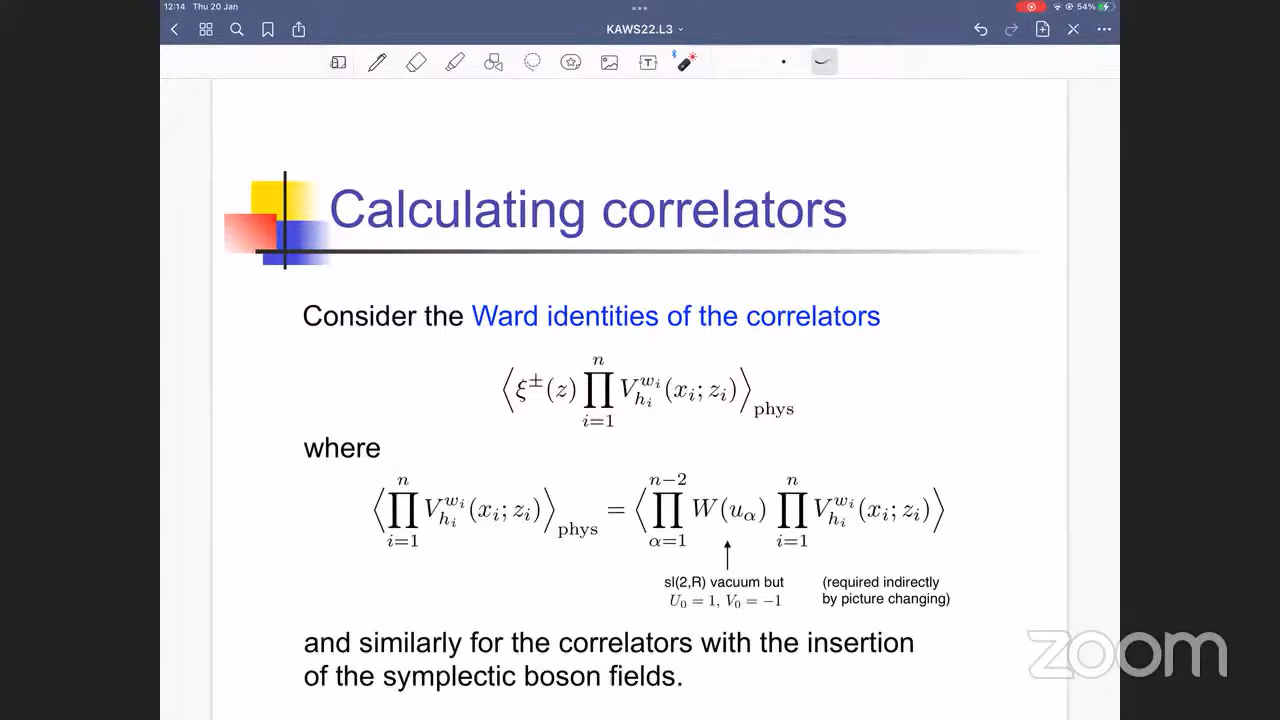 12:14 Thu 20 Jan
54%
KAWS22.L3
Calculating correlators
Consider the Ward identities of the correlators
⟨ξ^±(z) ∏_{i=1}^{n} V_{h_i}^{w_i}(x_i; z_i)⟩_phys
where
⟨∏_{i=1}^{n} V_{h_i}^{w_i}(x_i; z_i)⟩_phys = ⟨∏_{α=1}^{n−2} W(u_α) ∏_{i=1}^{n} V_{h_i}^{w_i}(x_i; z_i)⟩
sl(2,R) vacuum but (required indirectly
U_0 = 1, V_0 = −1 by picture changing)
and similarly for the correlators with the insertion
of the symplectic boson fields.
zoom